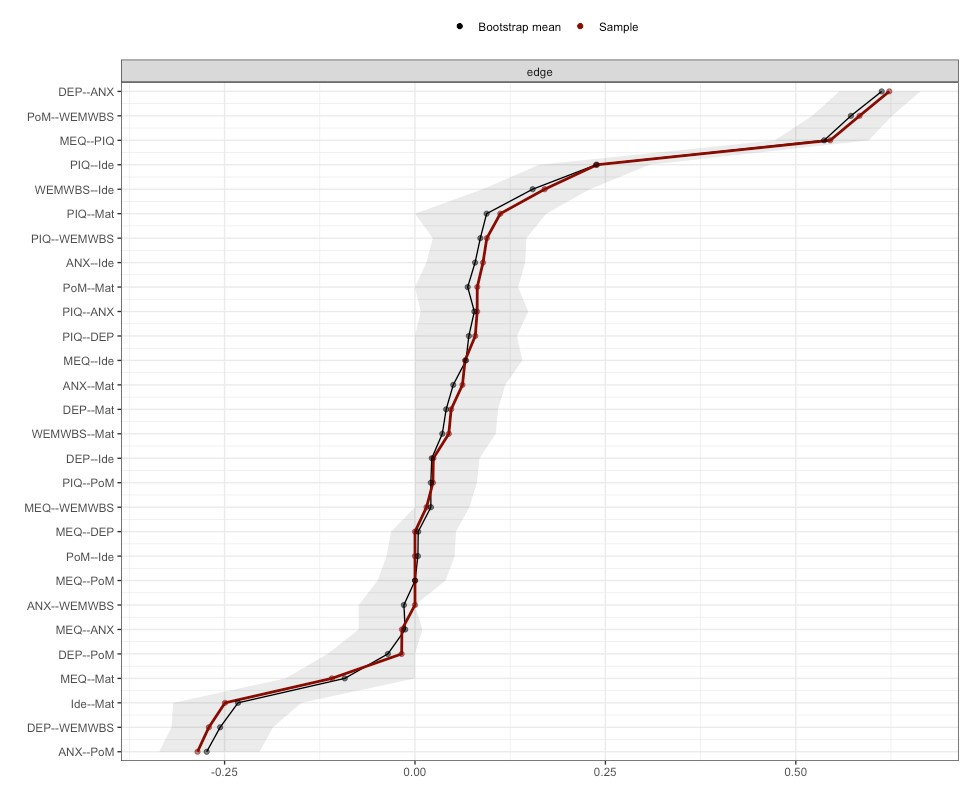 Bootstrap mean Sample
edge
DEP--ANX
PoM--WEMWBS
MEQ--PIQ
PIQ--Ide
WEMWBS--Ide
PIQ--Mat
PIQ--WEMWBS
ANX--Ide
PoM--Mat
PIQ--ANX
PIQ--DEP
MEQ--Ide
ANX--Mat
DEP--Mat
WEMWBS--Mat
DEP--Ide
PIQ--PoM
MEQ--WEMWBS
MEQ--DEP
PoM--Ide
MEQ--PoM
ANX--WEMWBS
MEQ--ANX
DEP--PoM
MEQ--Mat
Ide--Mat
DEP--WEMWBS
ANX--PoM
-0.25 0.00 0.25 0.50